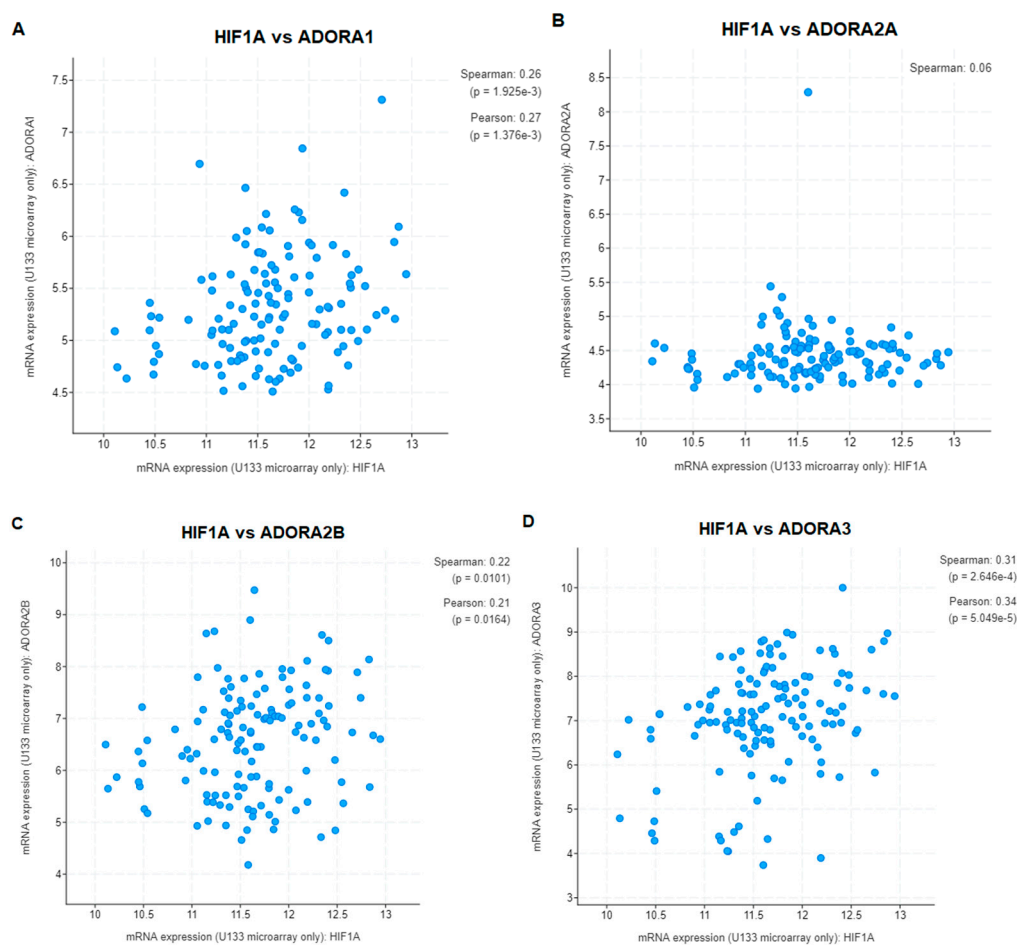 A
HIF1A vs ADORA1
Spearman: 0.26
(p = 1.925e-3)
Pearson: 0.27
(p = 1.376e-3)
mRNA expression (U133 microarray only): ADORA1
7.5
7
6.5
6
5.5
5
4.5
10
10.5
11
11.5
12
12.5
13
mRNA expression (U133 microarray only): HIF1A
B
HIF1A vs ADORA2A
Spearman: 0.06
mRNA expression (U133 microarray only): ADORA2A
8.5
8
7.5
7
6.5
6
5.5
5
4.5
4
3.5
10
10.5
11
11.5
12
12.5
13
mRNA expression (U133 microarray only): HIF1A
C
HIF1A vs ADORA2B
Spearman: 0.22
(p = 0.0101)
Pearson: 0.21
(p = 0.0164)
mRNA expression (U133 microarray only): ADORA2B
10
9
8
7
6
5
4
10
10.5
11
11.5
12
12.5
13
mRNA expression (U133 microarray only): HIF1A
D
HIF1A vs ADORA3
Spearman: 0.31
(p = 2.646e-4)
Pearson: 0.34
(p = 5.049e-5)
mRNA expression (U133 microarray only): ADORA3
10
9
8
7
6
5
4
3
10
10.5
11
11.5
12
12.5
13
mRNA expression (U133 microarray only): HIF1A